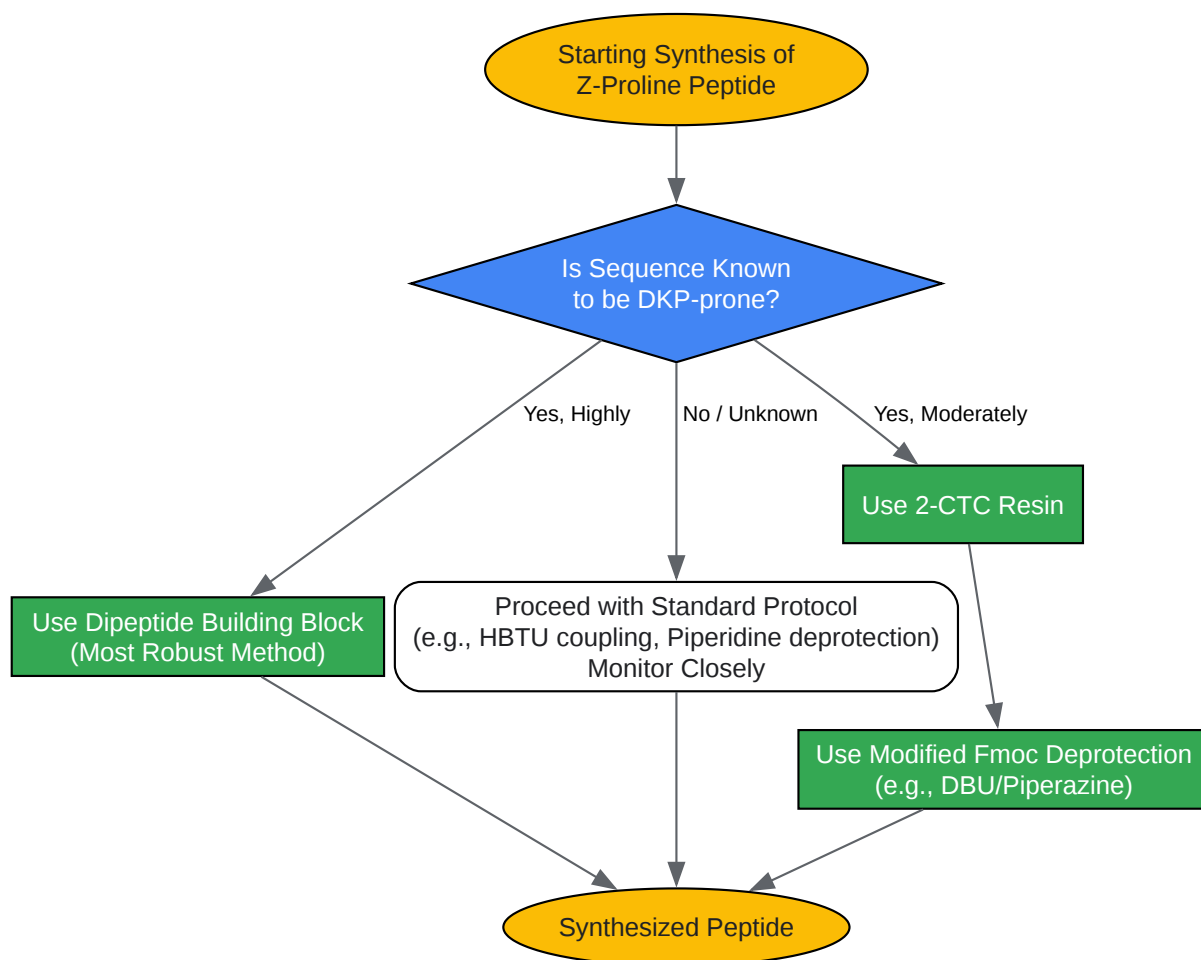 Starting Synthesis of
Z-Proline Peptide
Is Sequence Known
to be DKP-prone?
Yes, Highly
No / Unknown
Yes, Moderately
Use 2-CTC Resin
Use Dipeptide Building Block
(Most Robust Method)
Proceed with Standard Protocol
(e.g., HBTU coupling, Piperidine deprotection)
Monitor Closely
Use Modified Fmoc Deprotection
(e.g., DBU/Piperazine)
Synthesized Peptide